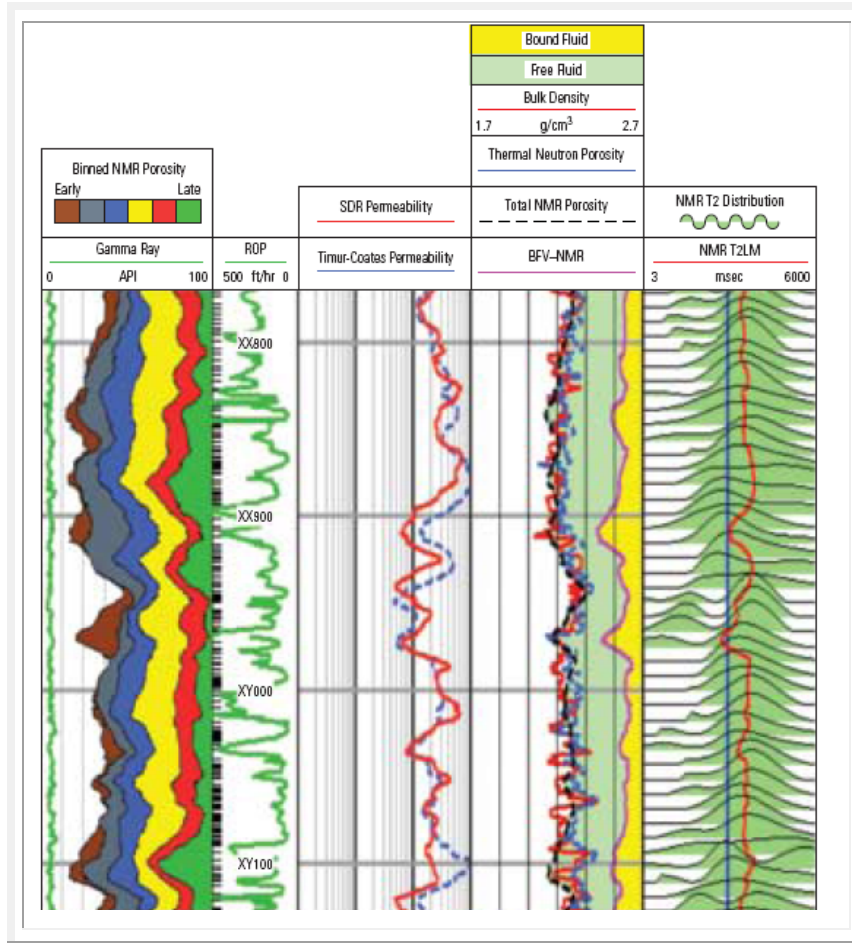 Bound Fluid
Free Fluid
Bulk Density
1.7 g/cm³ 2.7
Thermal Neutron Porosity
Binned NMR Porosity
Early Late
SDR Permeability
Total NMR Porosity
NMR T2 Distribution
Gamma Ray
0 API 100
ROP
500 ft/hr 0
Timur-Coates Permeability
BFV–NMR
NMR T2LM
3 msec 6000
XX800
XX900
XY000
XY100